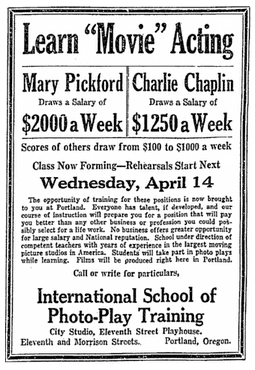 Learn "Movie" Acting
Mary Pickford
Draws a Salary of
$2000 a Week
Charlie Chaplin
Draws a Salary of
$1250 a Week
Scores of others draw from $100 to $1000 a week
Class Now Forming—Rehearsals Start Next
Wednesday, April 14
The opportunity of training for these positions is now brought
to you at Portland. Everyone has talent, if developed, and our
course of instruction will prepare you for a position that will pay
you better than any other business or profession you could pos-
sibly select for a life work. No business offers greater opportunity
for large salary and National reputation. School under direction of
competent teachers with years of experience in the largest moving
picture studios in America. Students will take part in photo plays
while learning. Films will be produced right here in Portland.
Call or write for particulars,
International School of
Photo-Play Training
City Studio, Eleventh Street Playhouse.
Eleventh and Morrison Streets. Portland, Oregon.